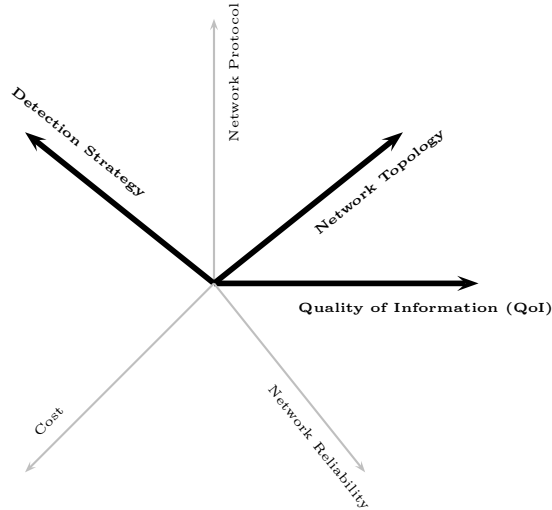 Network Protocol
Detection Strategy
Network Topology
Quality of Information (QoI)
Cost
Network Reliability